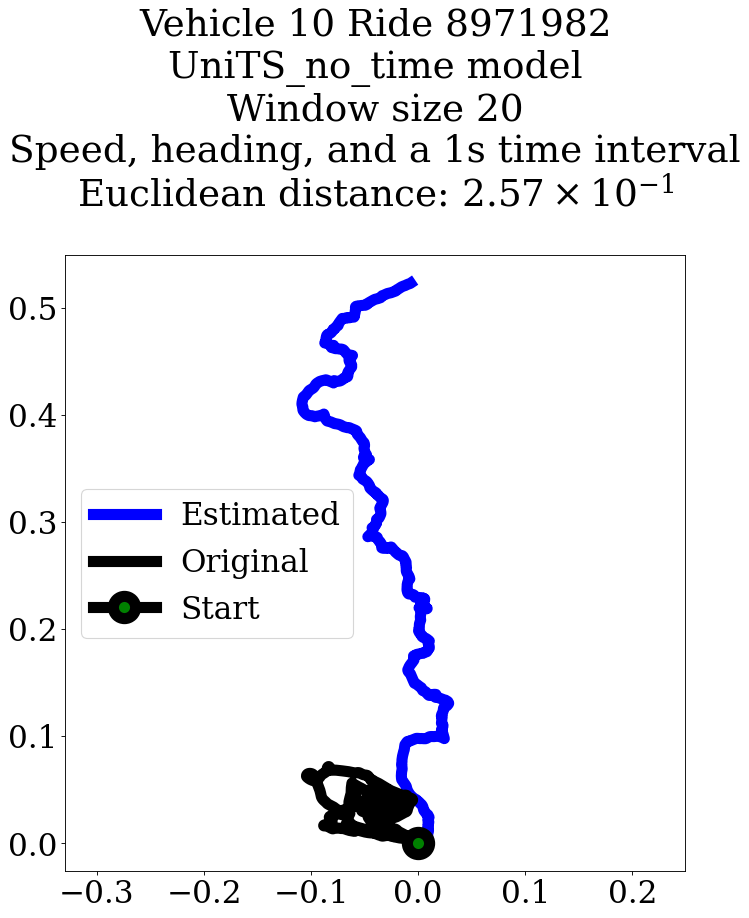 Vehicle 10 Ride 8971982
UniTS_no_time model
Window size 20
Speed, heading, and a 1s time interval
Euclidean distance: 2.57 × 10⁻¹
0.5
0.4
0.3
0.2
0.1
0.0
Estimated
Original
Start
−0.3
−0.2
−0.1
0.0
0.1
0.2